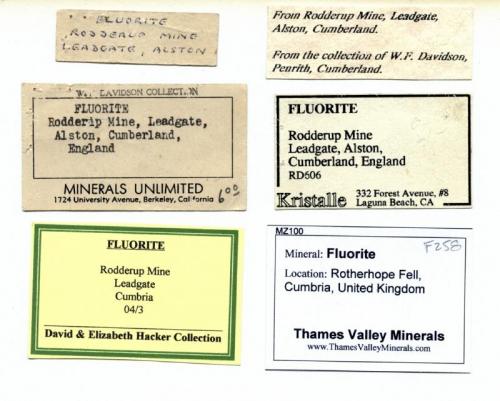 FLUORITE
RODDERUP MINE
LEADGATE, ALSTON
From Rodderup Mine, Leadgate,
Alston, Cumberland.
From the collection of W.F. Davidson,
Penrith, Cumberland.
W.F. DAVIDSON COLLECTION
FLUORITE
Rodderip Mine, Leadgate,
Alston, Cumberland,
England
MINERALS UNLIMITED
1724 University Avenue, Berkeley, California
6.00
FLUORITE
Rodderup Mine
Leadgate, Alston,
Cumberland, England
RD606
Kristalle
332 Forest Avenue, #8
Laguna Beach, CA
FLUORITE
Rodderup Mine
Leadgate
Cumbria
04/3
David & Elizabeth Hacker Collection
MZ100
F258
Mineral: Fluorite
Location: Rotherhope Fell,
Cumbria, United Kingdom
Thames Valley Minerals
www.ThamesValleyMinerals.com